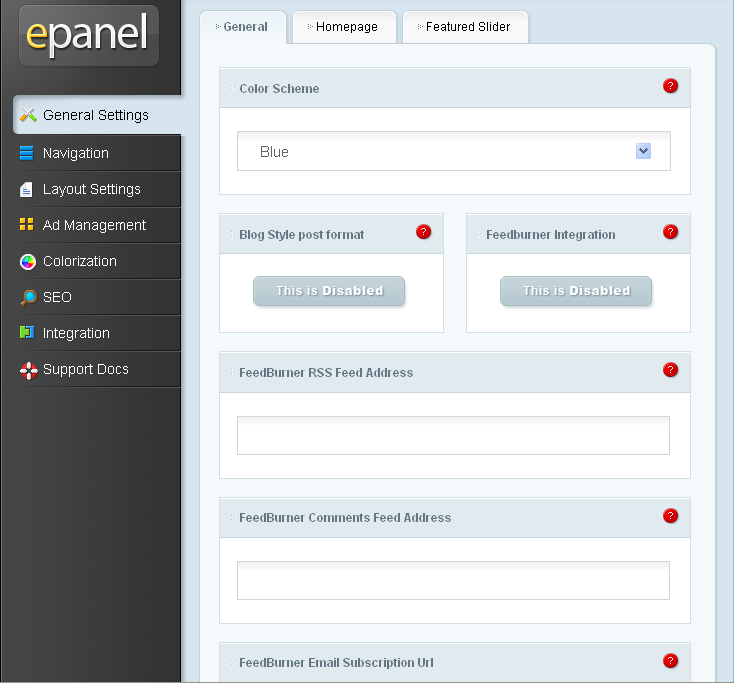 epanel
General Settings
Navigation
Layout Settings
Ad Management
Colorization
SEO
Integration
Support Docs
General
Homepage
Featured Slider
Color Scheme
?
Blue
Blog Style post format
?
This is Disabled
Feedburner Integration
?
This is Disabled
FeedBurner RSS Feed Address
?
FeedBurner Comments Feed Address
?
FeedBurner Email Subscription Url
?